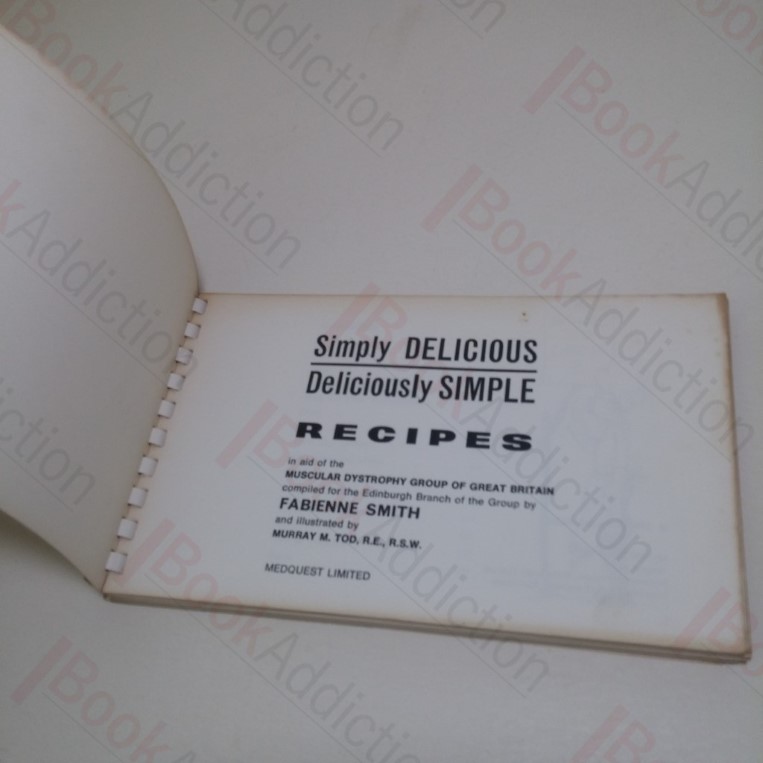 Simply DELICIOUS
Deliciously SIMPLE
RECIPES
in aid of the
MUSCULAR DYSTROPHY GROUP OF GREAT BRITAIN
compiled for the Edinburgh Branch of the Group by
FABIENNE SMITH
and illustrated by
MURRAY M. TOD, R.E., R.S.W.
MEDQUEST LIMITED
BookAddiction